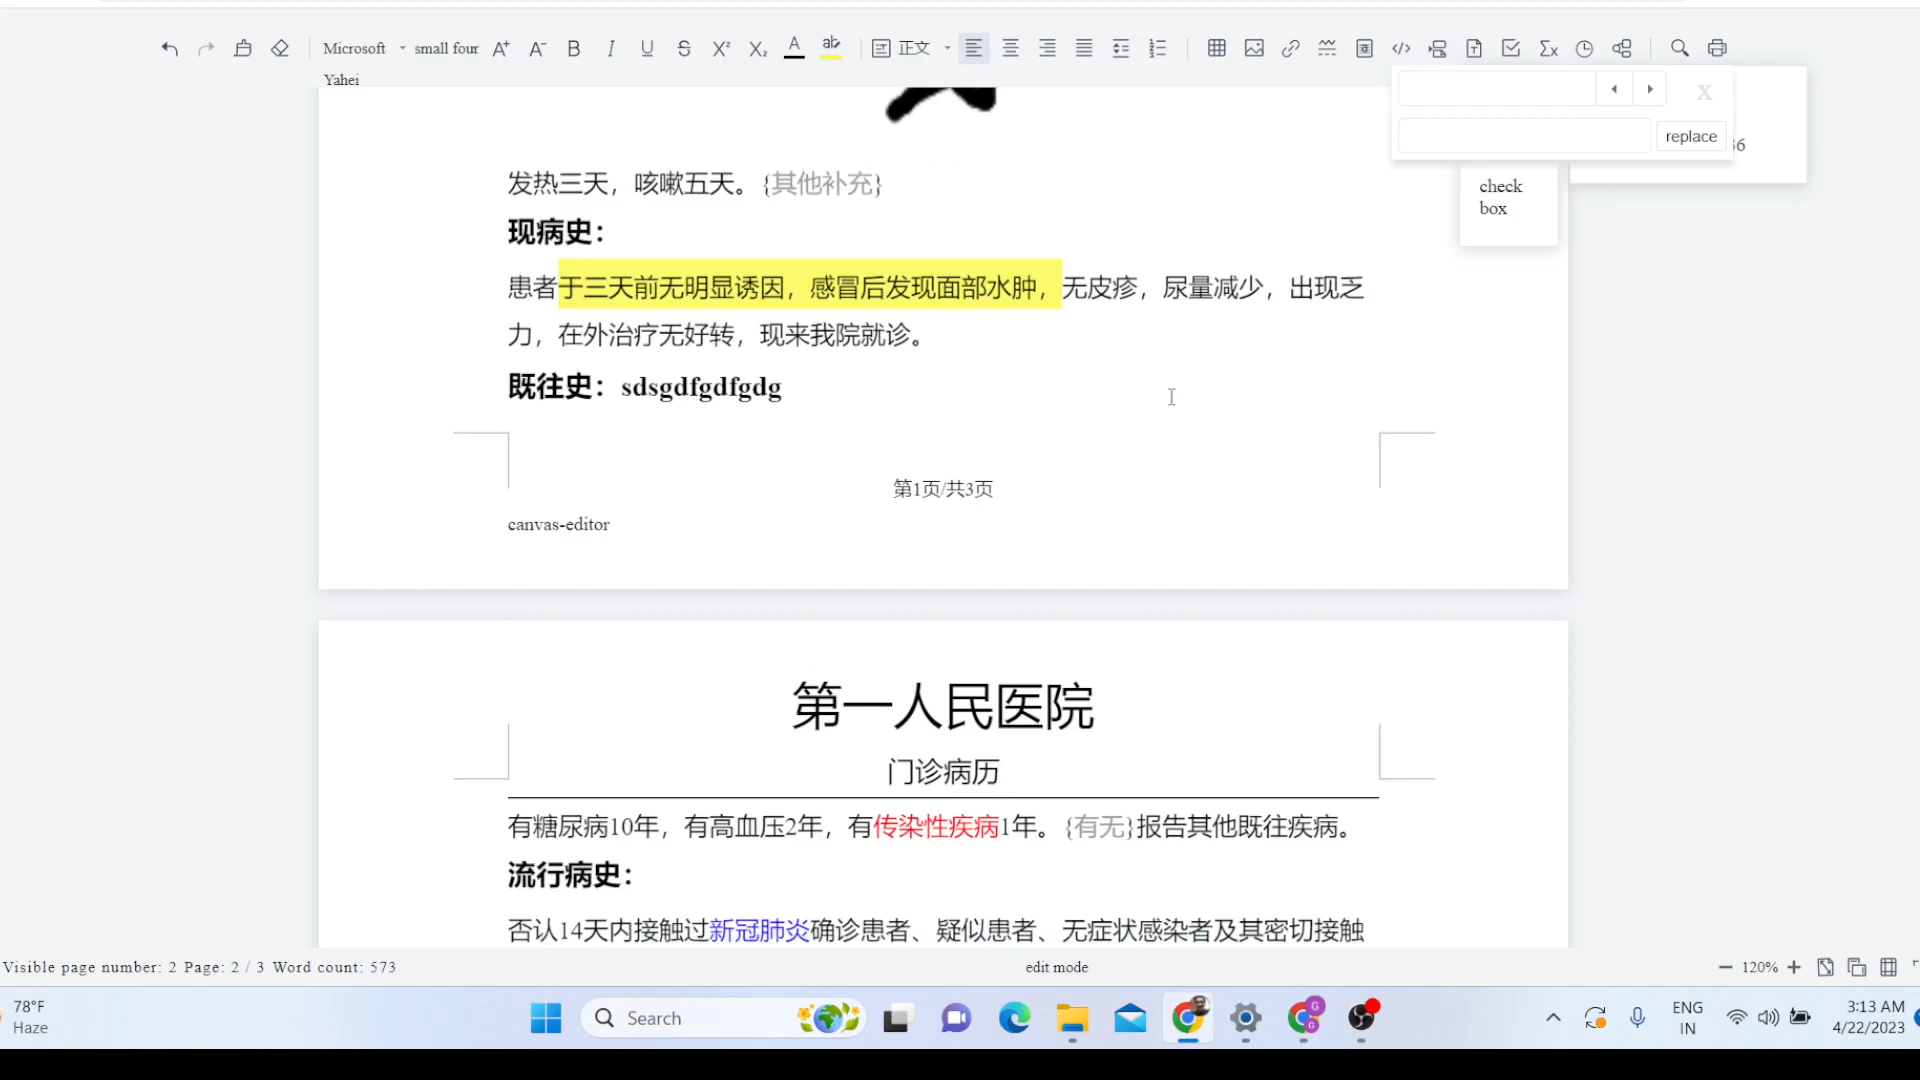 Microsoft small four A+ A- B I U S X² X₂ A ab 正文
Yahei
X
replace
36
check
box
发热三天，咳嗽五天。{其他补充}
现病史：
患者于三天前无明显诱因，感冒后发现面部水肿，无皮疹，尿量减少，出现乏
力，在外治疗无好转，现来我院就诊。
既往史：sdsgdfgdfgdg
第1页/共3页
canvas-editor
第一人民医院
门诊病历
有糖尿病10年，有高血压2年，有传染性疾病1年。{有无}报告其他既往疾病。
流行病史：
否认14天内接触过新冠肺炎确诊患者、疑似患者、无症状感染者及其密切接触
Visible page number: 2 Page: 2 / 3 Word count: 573 edit mode 120%
78°F
Haze
Search
ENG
IN
3:13 AM
4/22/2023